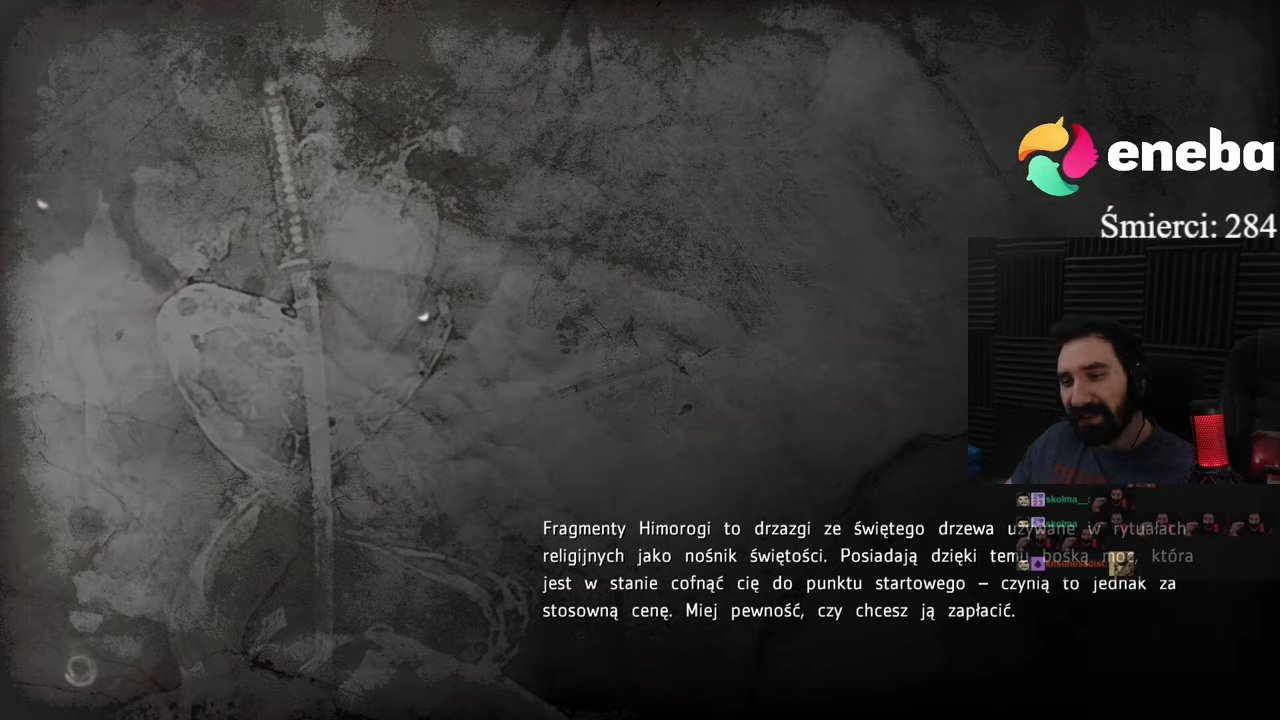 eneba
Śmierci: 284
skolma__:
skolma
Fragmenty Himorogi to drzazgi ze świętego drzewa używane w rytuałach
religijnych jako nośnik świętości. Posiadają dzięki temu boską moc, która
jest w stanie cofnąć cię do punktu startowego – czynią to jednak za
stosowną cenę. Miej pewność, czy chcesz ją zapłacić.